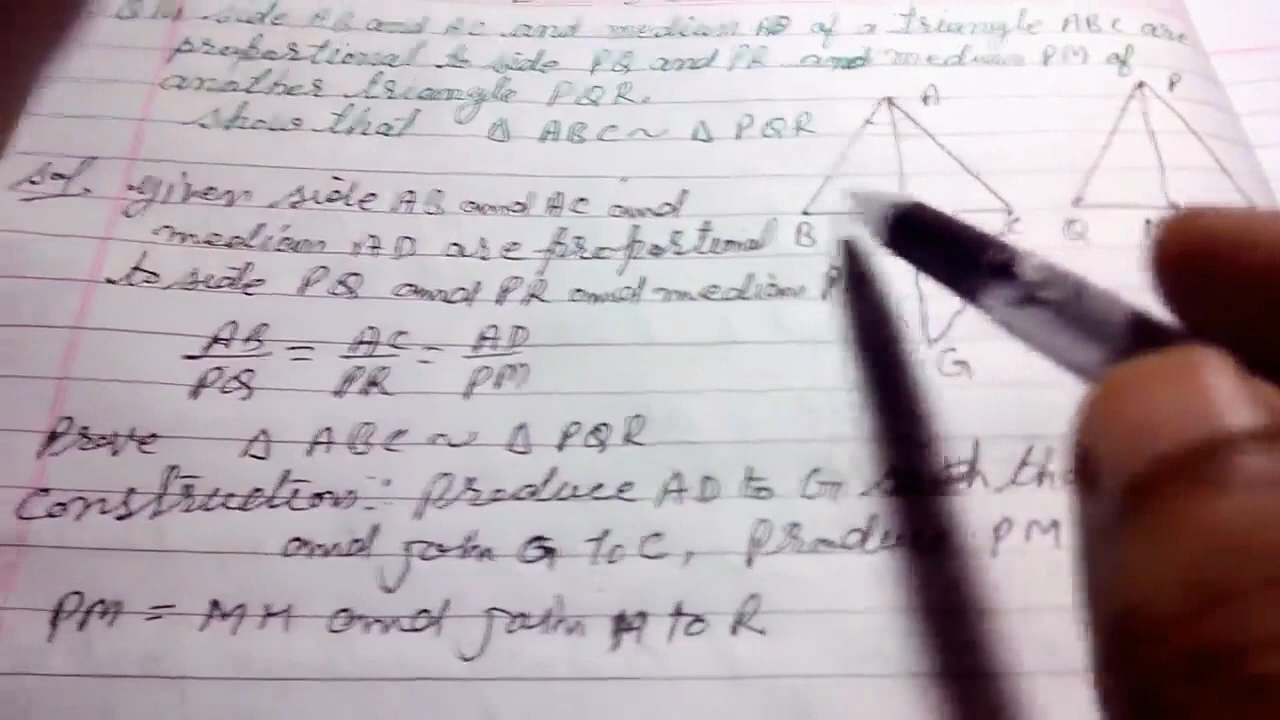 side AB and AC and median AD of a triangle ABC are
proportional to side PQ and PR and median PM of
another triangle PQR.
show that Δ ABC ~ Δ PQR
A
P
B
C
Q
G
Sol. given side AB and AC and
median AD are proportional
to side PQ and PR and median P
AB/PQ = AC/PR = AD/PM
Prove Δ ABC ~ Δ PQR
Construction:- produce AD to G
and join G to C, PM
PM = MH and join H to R